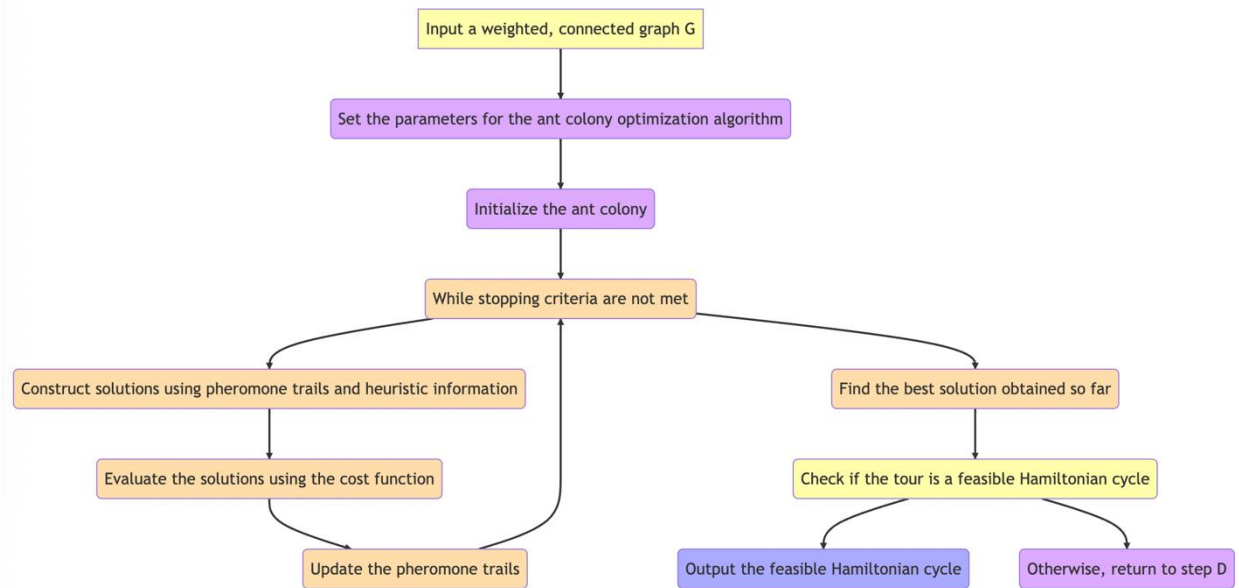 Input a weighted, connected graph G
Set the parameters for the ant colony optimization algorithm
Initialize the ant colony
While stopping criteria are not met
Construct solutions using pheromone trails and heuristic information
Find the best solution obtained so far
Evaluate the solutions using the cost function
Check if the tour is a feasible Hamiltonian cycle
Update the pheromone trails
Output the feasible Hamiltonian cycle
Otherwise, return to step D